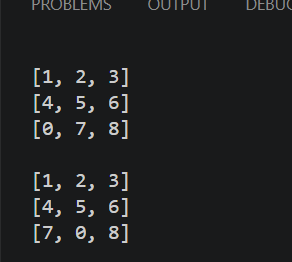 PROBLEMS OUTPUT DEBU
[1, 2, 3]
[4, 5, 6]
[0, 7, 8]
[1, 2, 3]
[4, 5, 6]
[7, 0, 8]